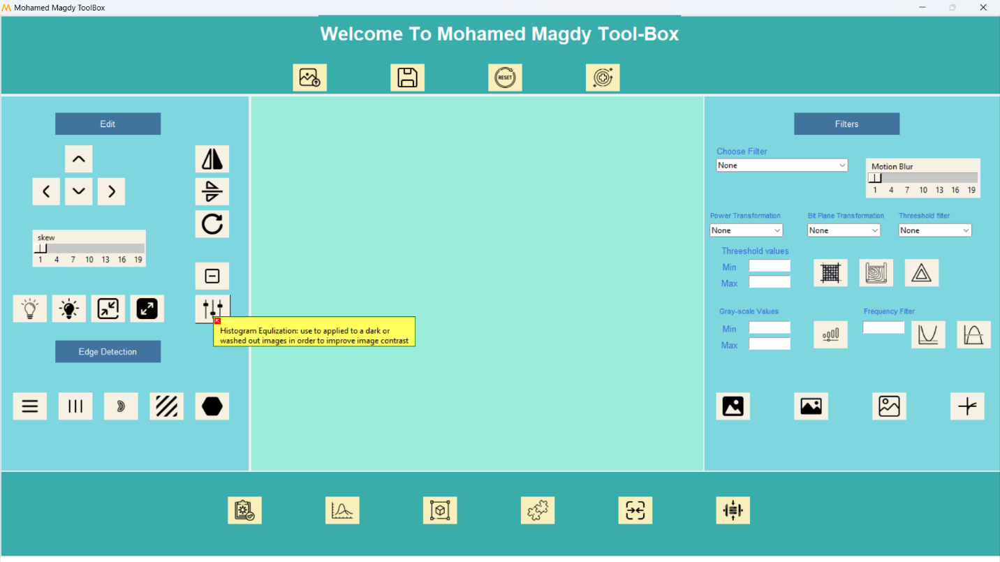 Mohamed Magdy ToolBox
Welcome To Mohamed Magdy Tool-Box
RESET
Edit
skew
1 4 7 10 13 16 19
Histogram Equlization: use to applied to a dark or
washed out images in order to improve image contrast
Edge Detection
Filters
Choose Filter
None
Motion Blur
1 4 7 10 13 16 19
Power Transformation
Bit Plane Transformation
Threeshold filter
None
None
None
Threeshold values
Min
Max
Gray-scale Values
Min
Max
Frequency Filter